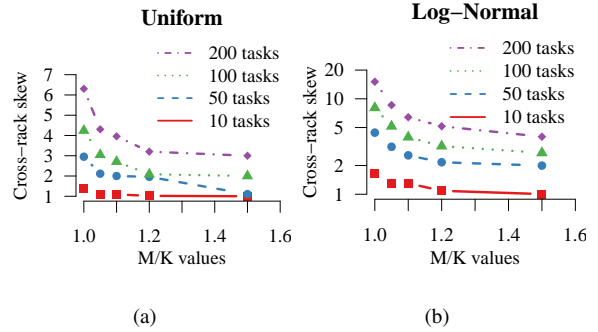 Uniform
200 tasks
100 tasks
50 tasks
10 tasks
Cross−rack skew
7
6
5
4
3
2
1
1.0
1.2
1.4
1.6
M/K values
(a)
Log−Normal
200 tasks
100 tasks
50 tasks
10 tasks
Cross−rack skew
20
5
2
1
1.0
1.2
1.4
1.6
M/K values
(b)